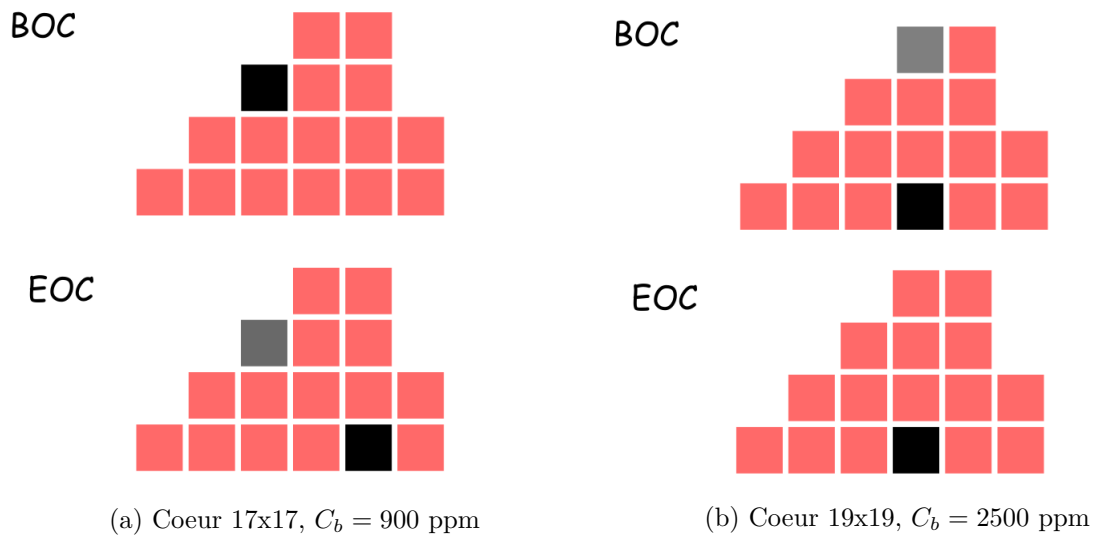 BOC
BOC
EOC
EOC
(a) Coeur 17x17, $C_b$ = 900 ppm
(b) Coeur 19x19, $C_b$ = 2500 ppm